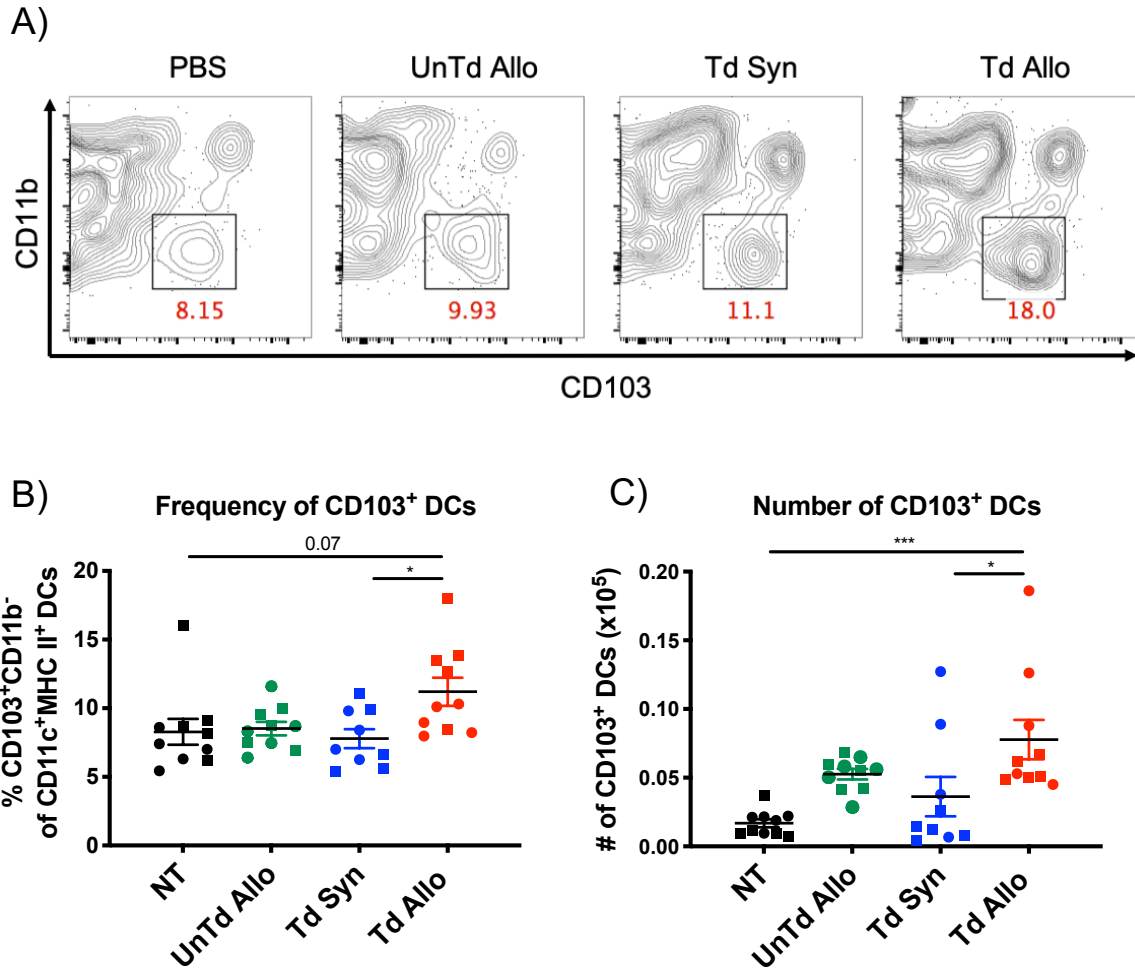 A)
PBS UnTd Allo Td Syn Td Allo
CD11b
8.15 9.93 11.1 18.0
CD103
B)
Frequency of CD103⁺ DCs
0.07
*
% CD103⁺CD11b⁻
of CD11c⁺MHC II⁺ DCs
20
15
10
5
0
NT UnTd Allo Td Syn Td Allo
C)
Number of CD103⁺ DCs
***
*
# of CD103⁺ DCs (x10⁵)
0.20
0.15
0.10
0.05
0.00
NT UnTd Allo Td Syn Td Allo